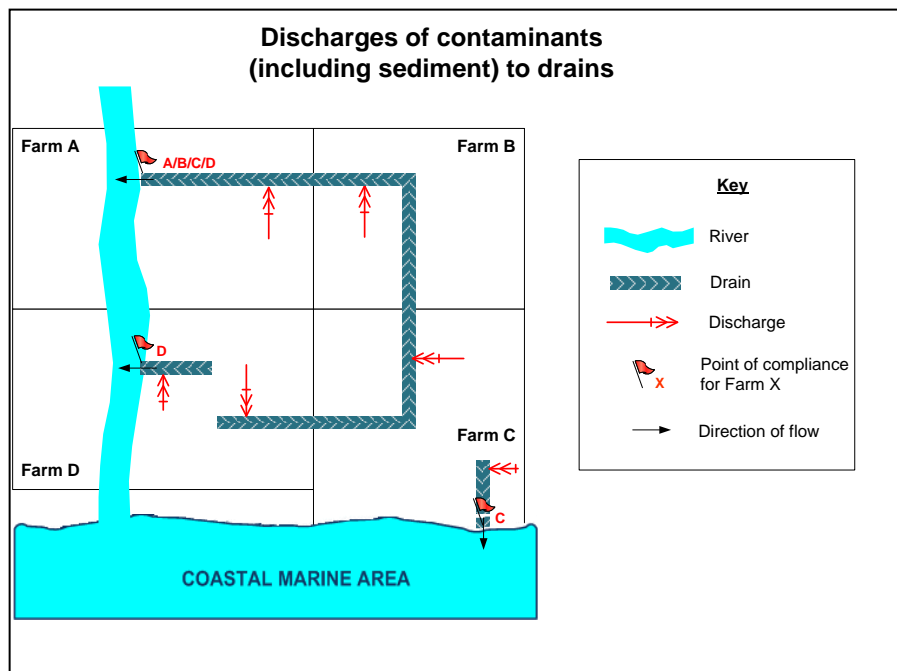 Discharges of contaminants
(including sediment) to drains
Farm A
A/B/C/D
Farm B
Key
River
Drain
Discharge
Point of compliance
for Farm X
X
Direction of flow
D
Farm C
Farm D
C
COASTAL MARINE AREA